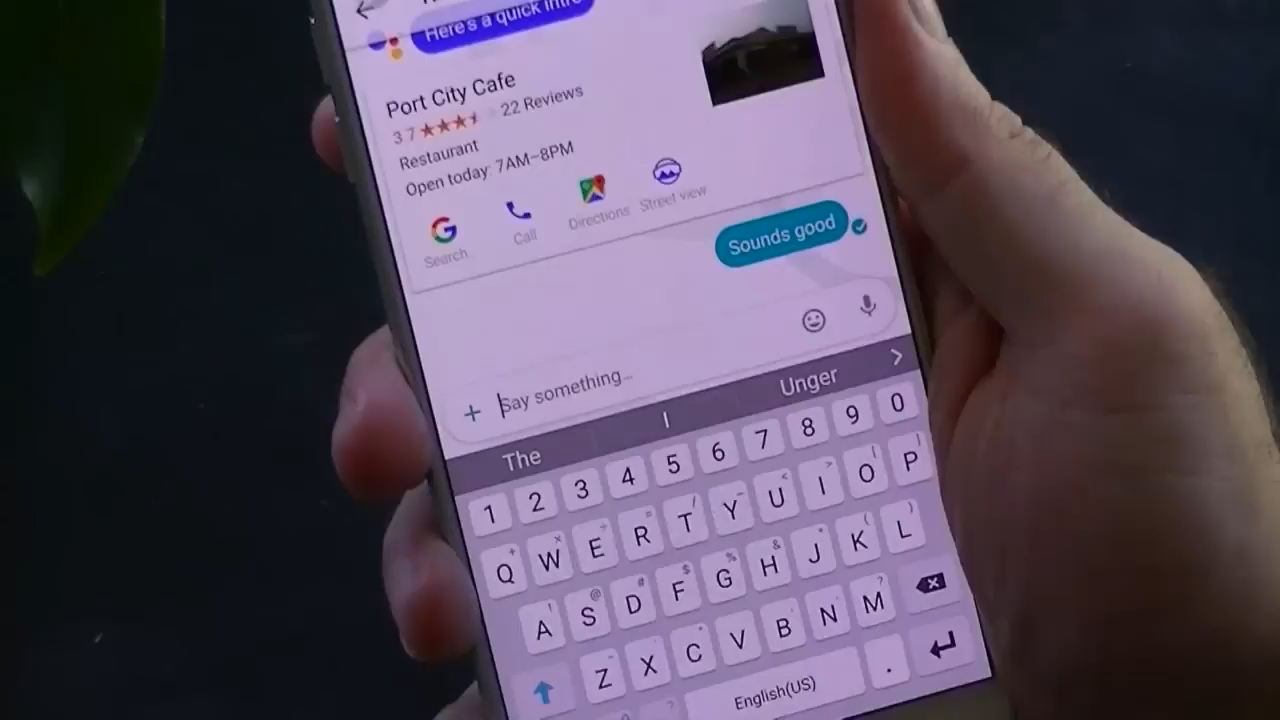 Here's a quick intro
Port City Cafe
3.7 22 Reviews
Restaurant
Open today: 7AM–8PM
Search Call Directions Street view
Sounds good
Say something...
The I Unger
1 2 3 4 5 6 7 8 9 0
Q W E R T Y U I O P
A S D F G H J K L
Z X C V B N M
English(US) .